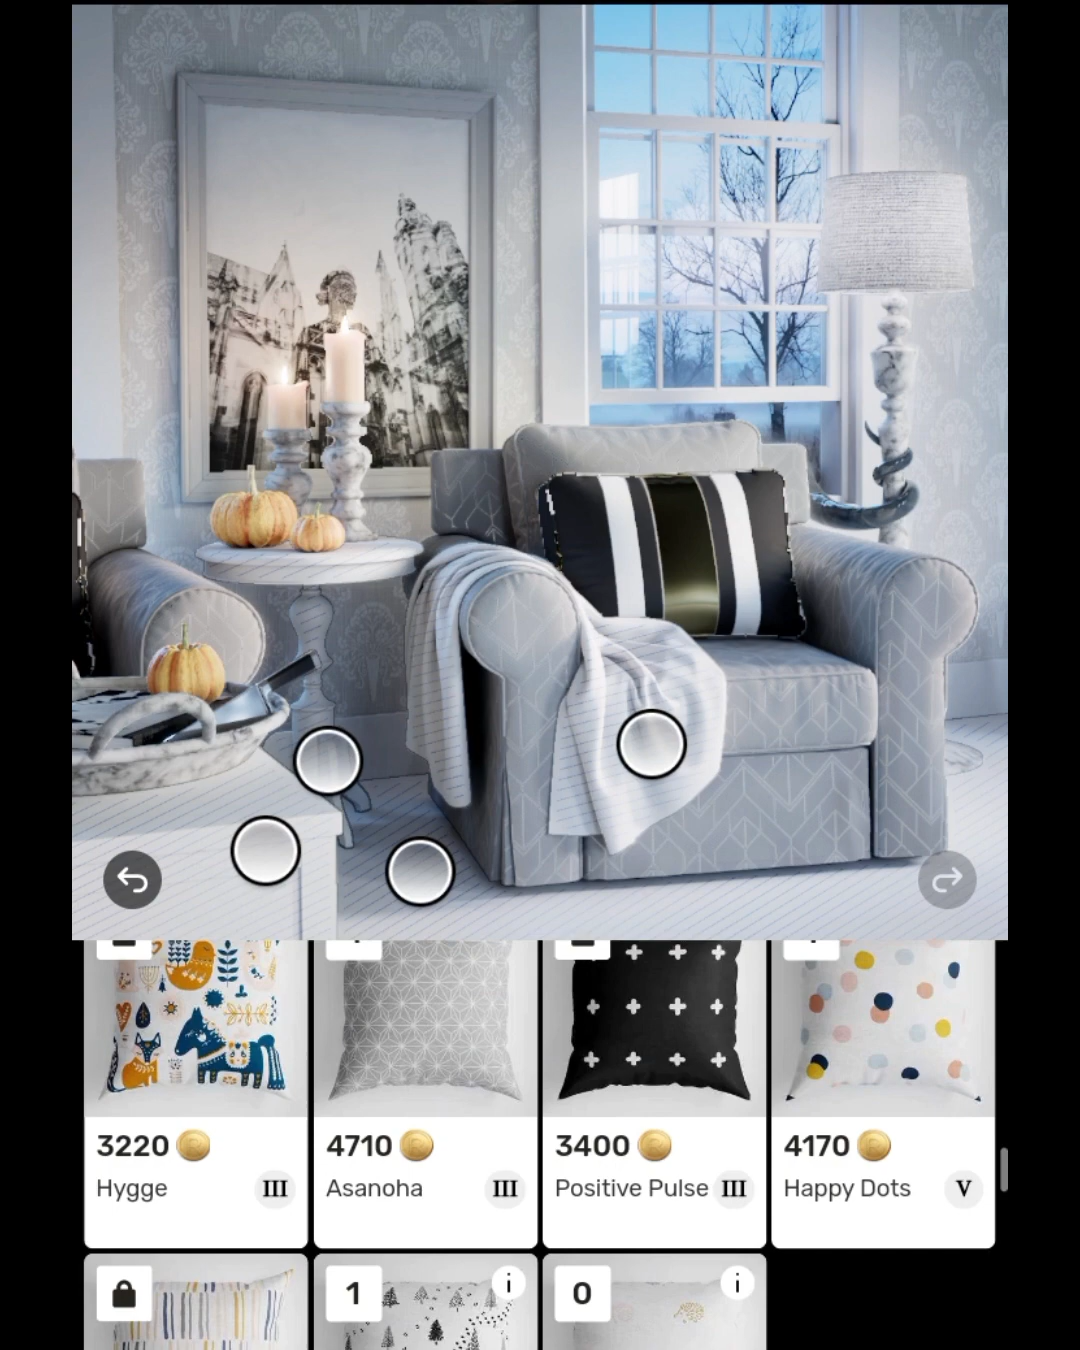 3220
Hygge III
4710
Asanoha III
3400
Positive Pulse III
4170
Happy Dots V
1 i
0 i